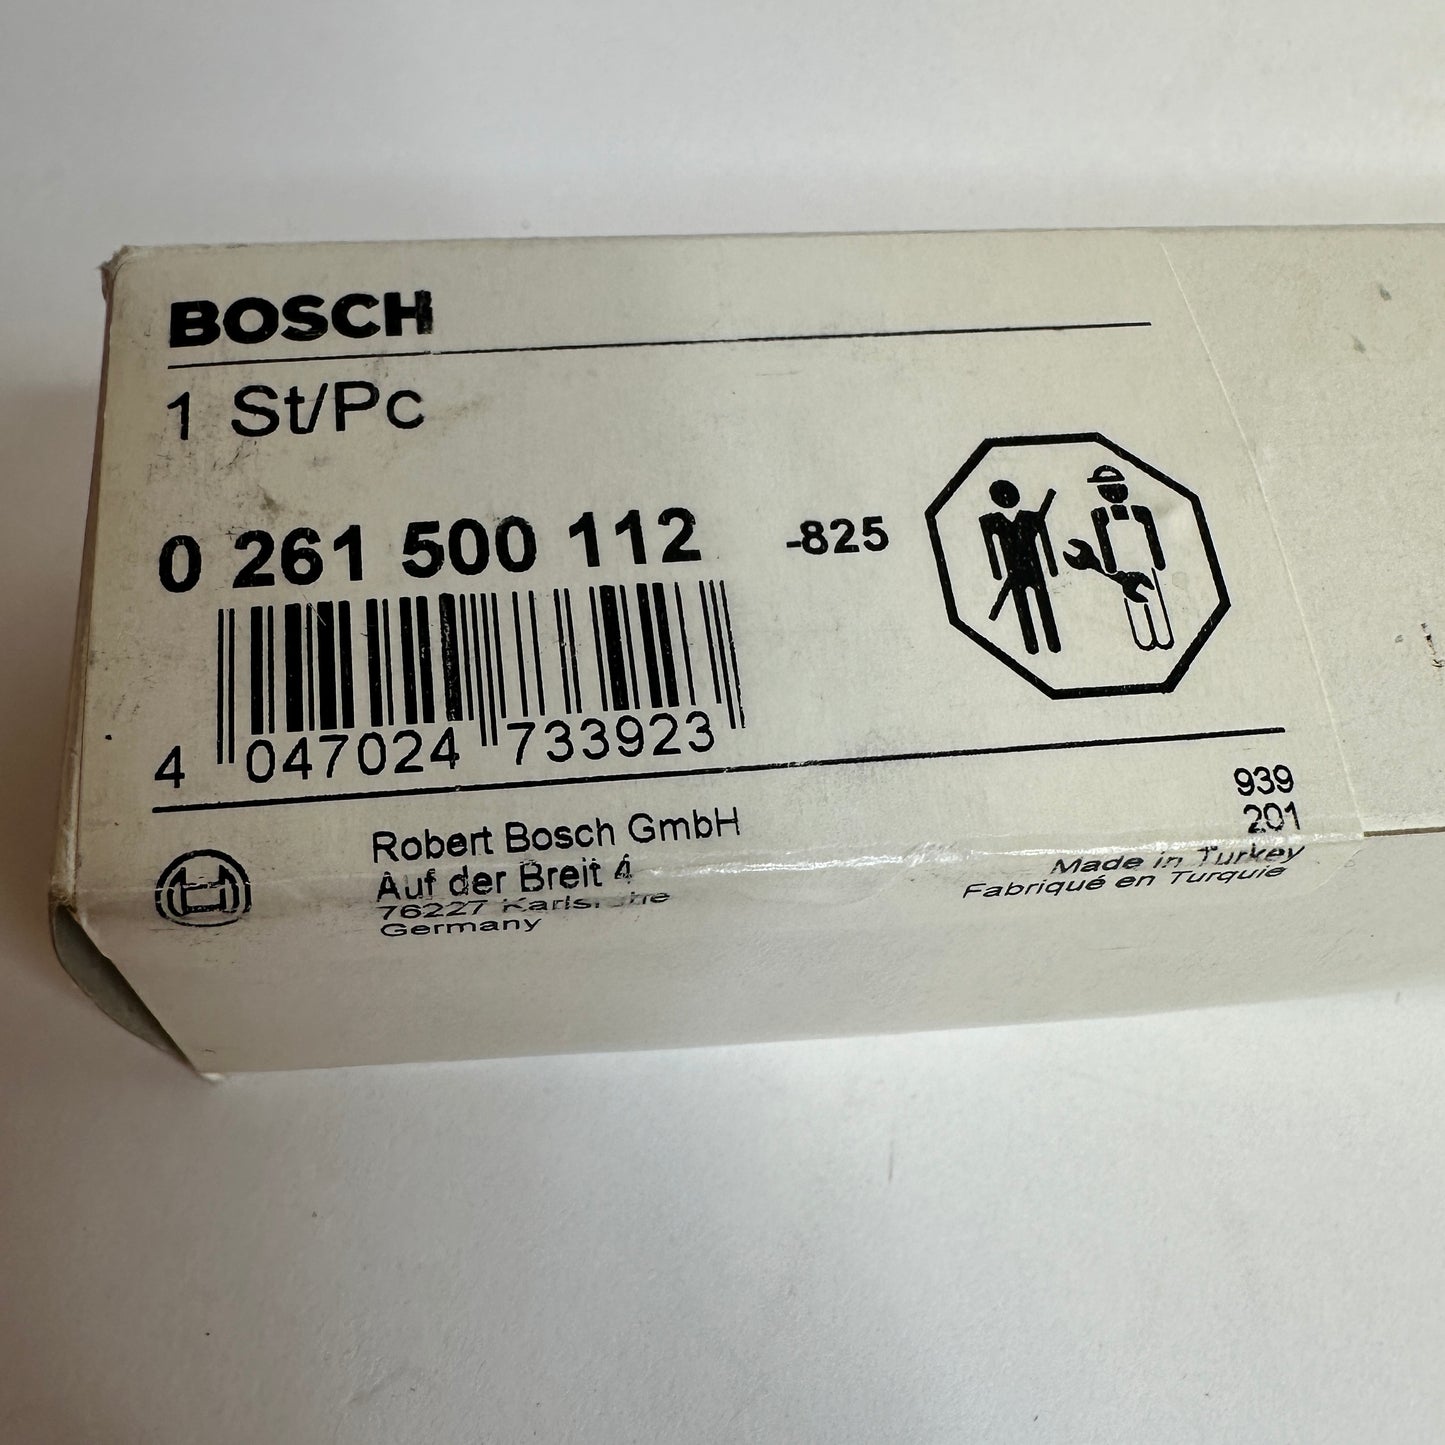 BOSCH
1 St/Pc
0 261 500 112 -825
4 047024 733923
939
201
Robert Bosch GmbH
Auf der Breit 4
76227
Germany
Made in Turkey
Fabriqué en Turquie